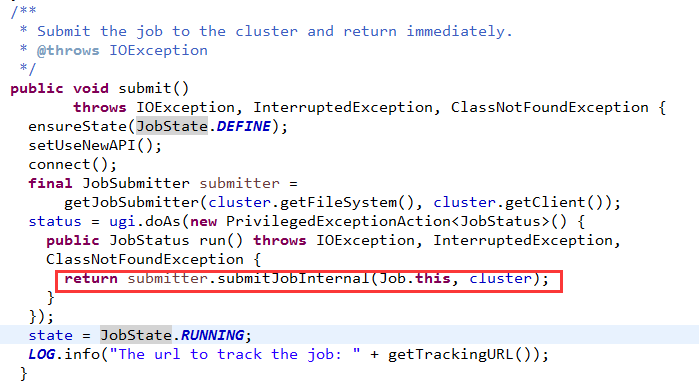 /**
 * Submit the job to the cluster and return immediately.
 * @throws IOException
 */
public void submit()
       throws IOException, InterruptedException, ClassNotFoundException {
  ensureState(JobState.DEFINE);
  setUseNewAPI();
  connect();
  final JobSubmitter submitter =
      getJobSubmitter(cluster.getFileSystem(), cluster.getClient());
  status = ugi.doAs(new PrivilegedExceptionAction<JobStatus>() {
    public JobStatus run() throws IOException, InterruptedException,
    ClassNotFoundException {
      return submitter.submitJobInternal(Job.this, cluster);
    }
  });
  state = JobState.RUNNING;
  LOG.info("The url to track the job: " + getTrackingURL());
 }